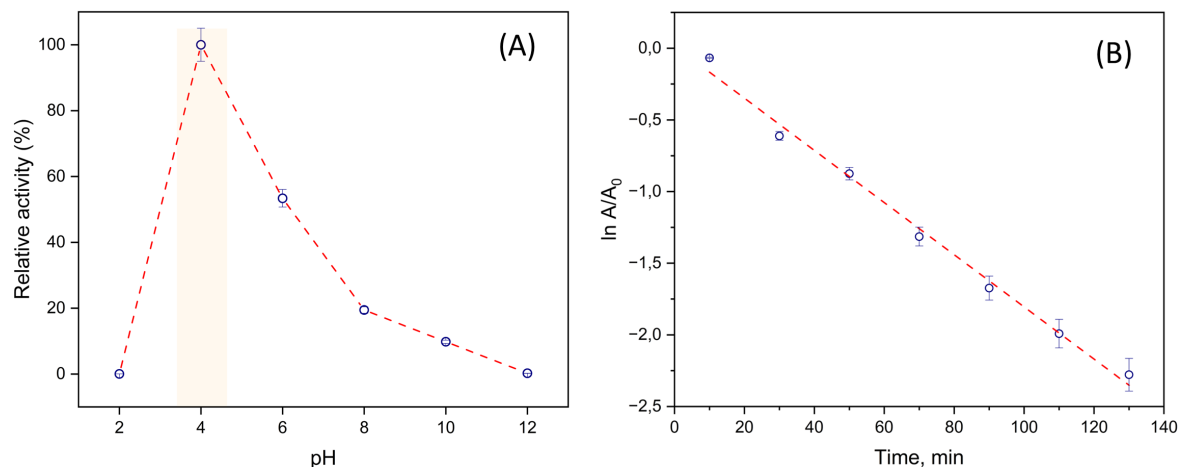 (A)
Relative activity (%)
100
80
60
40
20
0
2 4 6 8 10 12
pH
(B)
ln A/A₀
0,0
−0,5
−1,0
−1,5
−2,0
−2,5
0 20 40 60 80 100 120 140
Time, min